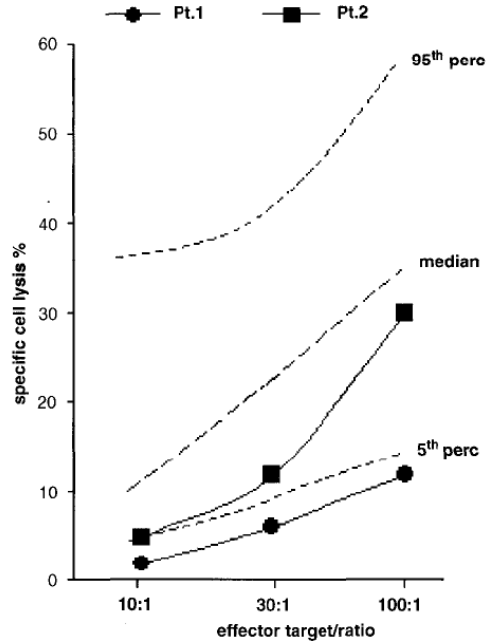 Pt.1 Pt.2
60
95th perc
50
40
median
30
specific cell lysis %
20
5th perc
10
0
10:1 30:1 100:1
effector target/ratio